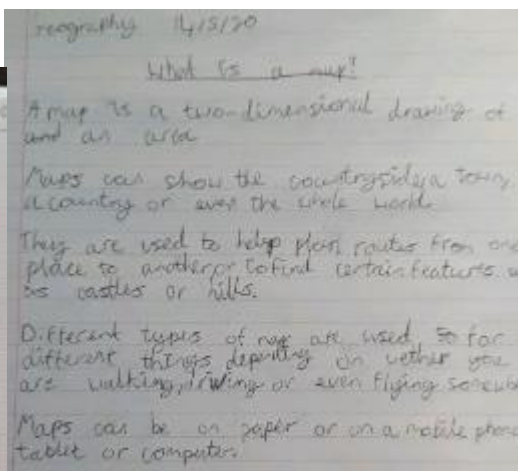 Geography 14/5/20
What is a map?
A map is a two-dimensional drawing of
and an area
Maps can show the countryside, a town,
a country or even the whole world.
They are used to help plan routes from one
place to another or to find certain features
as castles or hills.
Different types of map are used so for
different things depending on wether you
are walking, driving or even flying
Maps can be on paper or on a mobile phone
tablet or computer.